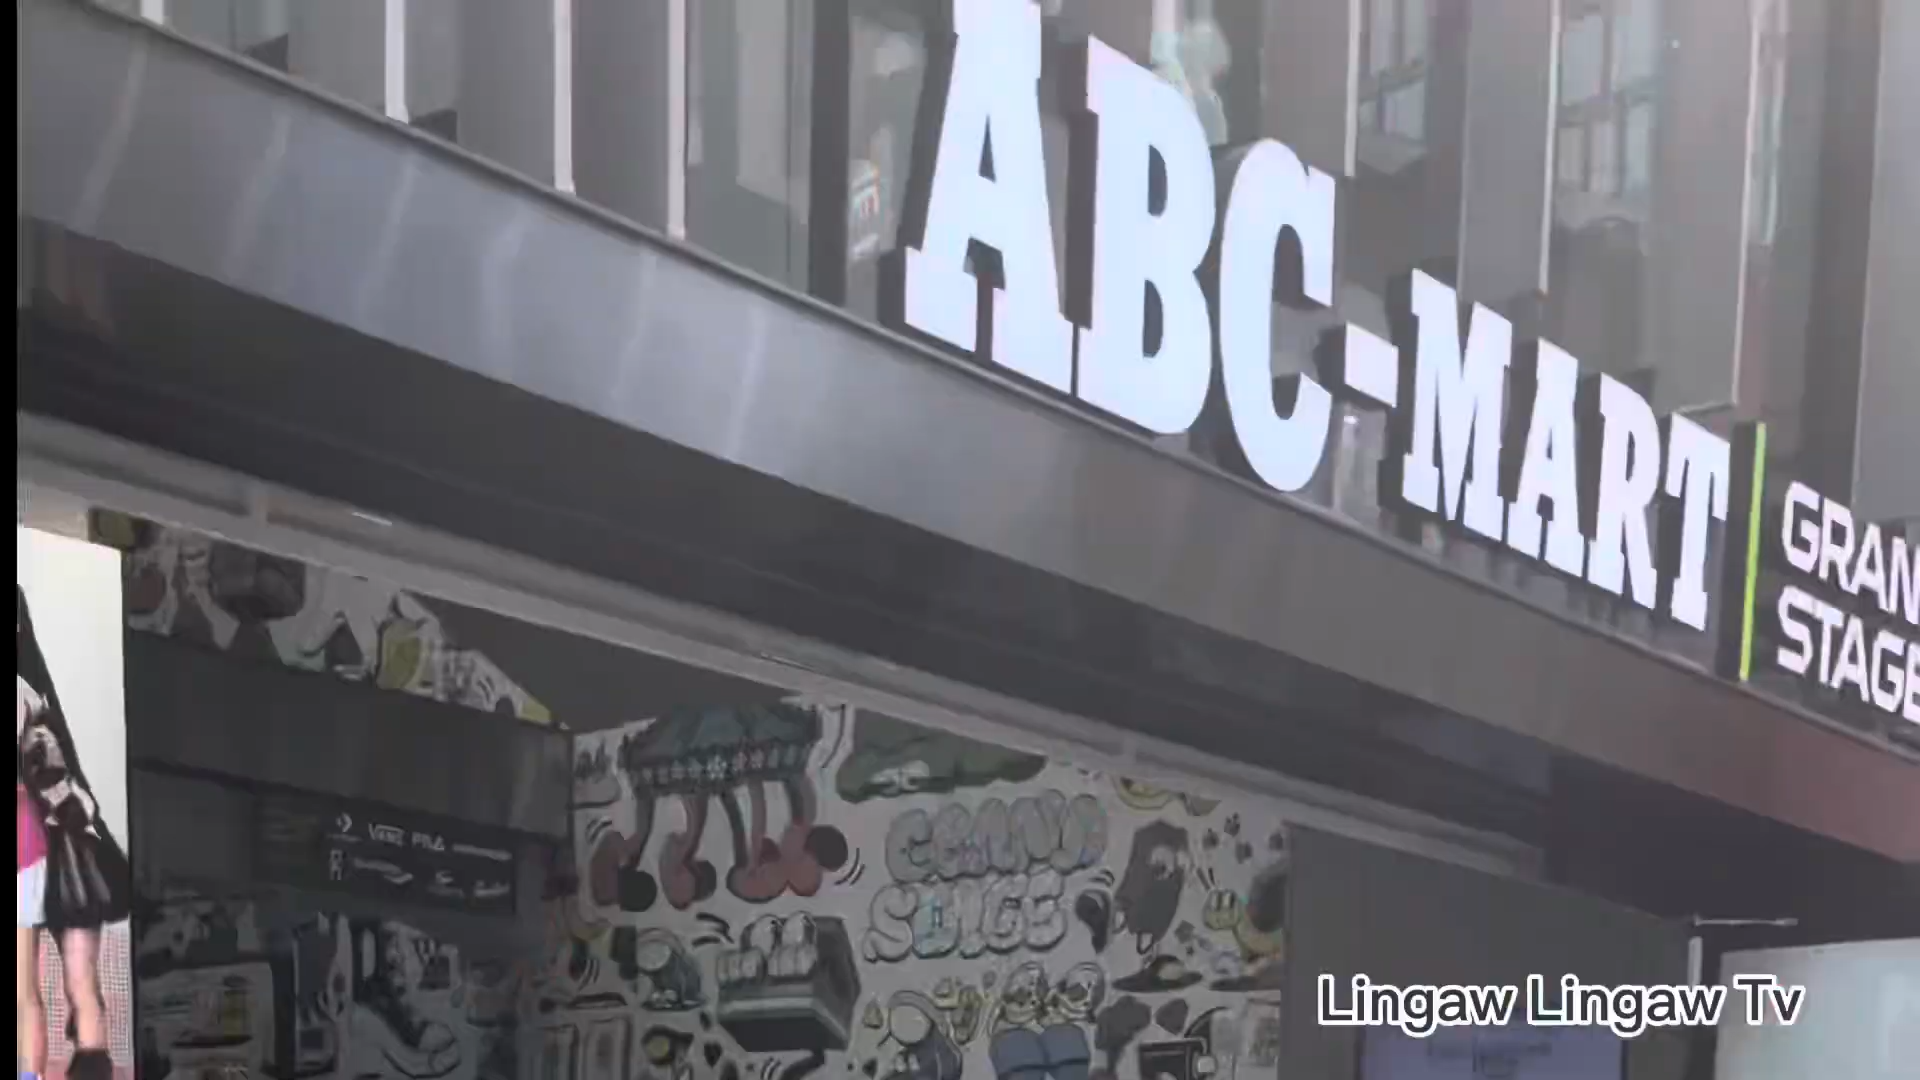 ABC-MART
GRAN
STAGE
VANS FILA
GRAND
STAGE
Lingaw Lingaw Tv